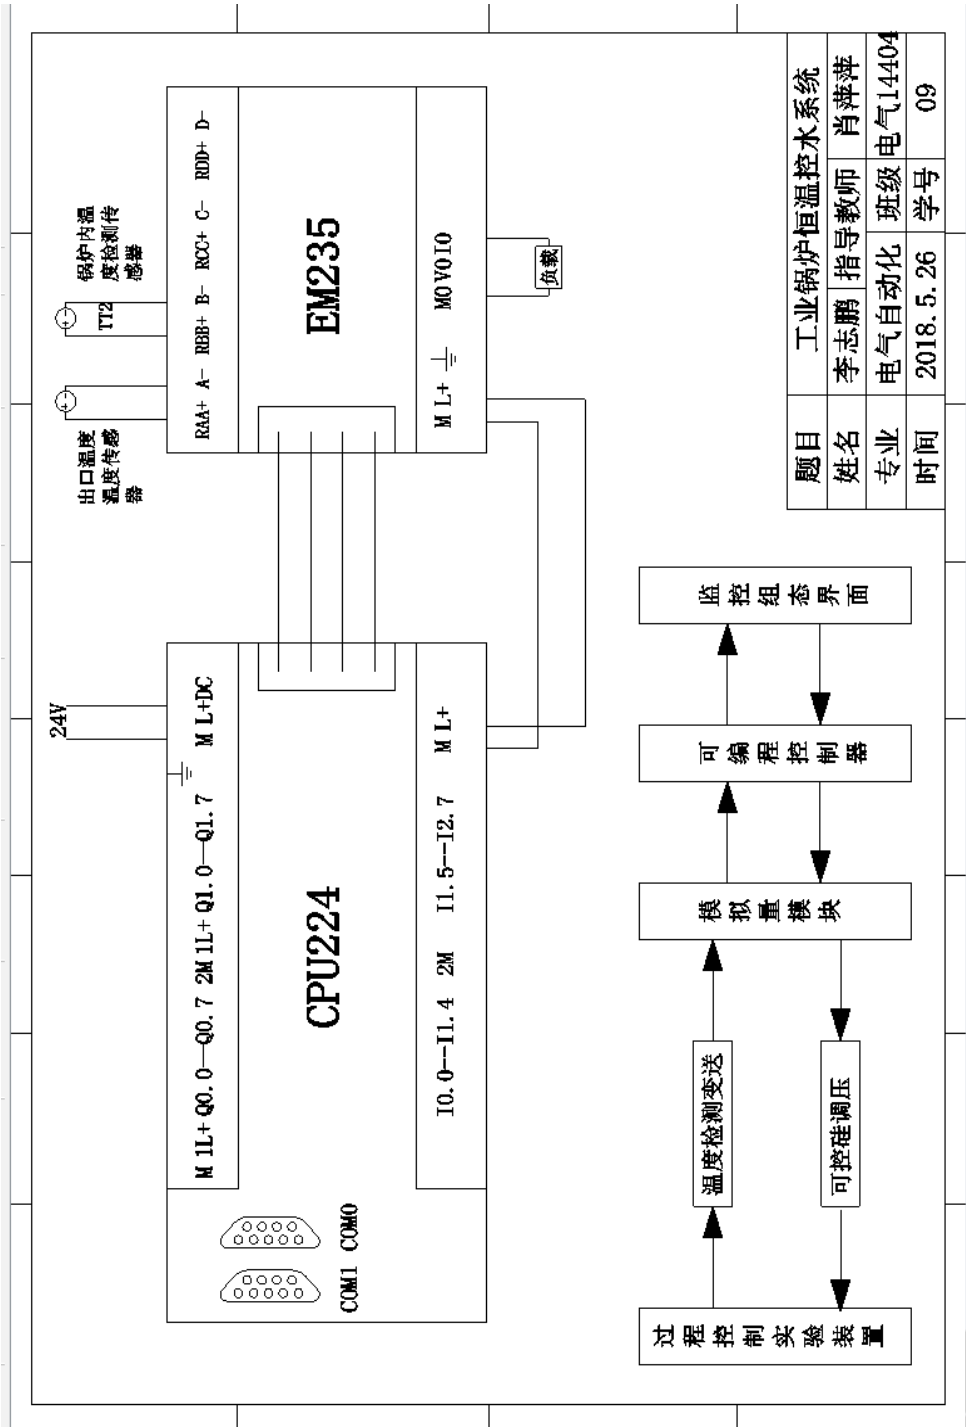 24V
M 1L+ Q0.0—Q0.7 2M 1L+ Q1.0—Q1.7
M L+DC
CPU224
I0.0--I1.4 2M I1.5--I2.7
M L+
COM1 COM0
出口温度
温度传感
器
锅炉内温
度检测传
感器
TT2
RAA+ A- RBB+ B- RCC+ C- RDD+ D-
EM235
M L+
MOVOIO
负载
过程控制实验装置
温度检测变送
可控硅调压
模拟量模块
可编程控制器
监控组态界面
题目 工业锅炉恒温控水系统
姓名 李志鹏 指导教师 肖萍萍
专业 电气自动化 班级 电气14404
时间 2018.5.26 学号 09